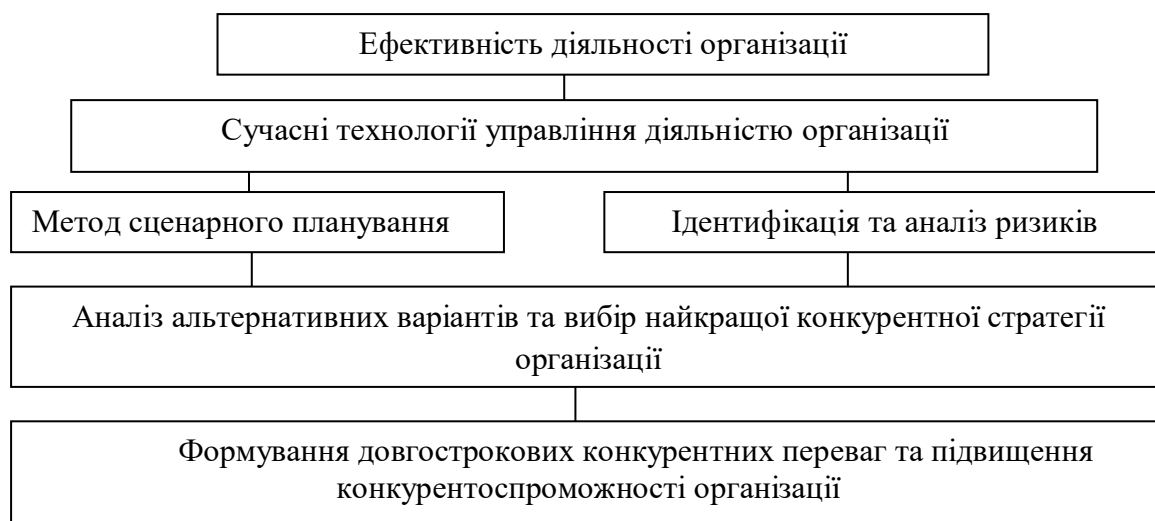 Ефективність діяльності організації
Сучасні технології управління діяльністю організації
Метод сценарного планування
Ідентифікація та аналіз ризиків
Аналіз альтернативних варіантів та вибір найкращої конкурентної стратегії
організації
Формування довгострокових конкурентних переваг та підвищення
конкурентоспроможності організації